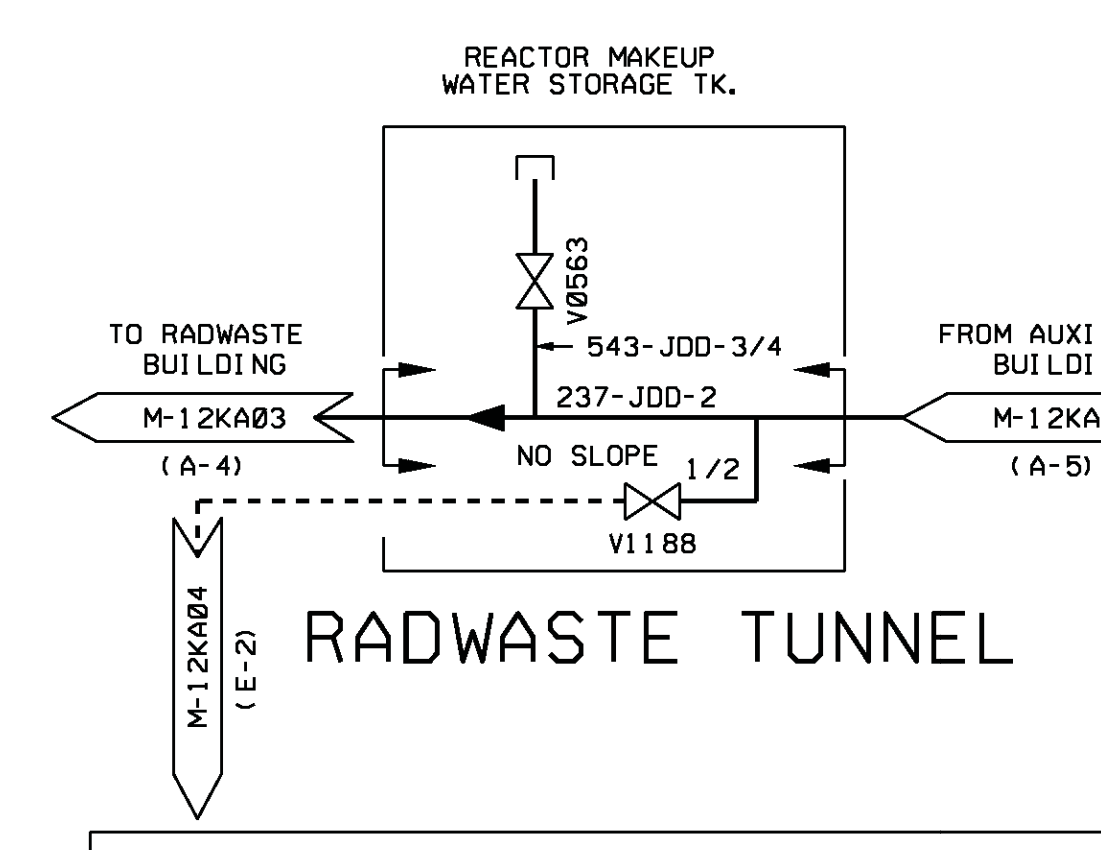 REACTOR MAKEUP
WATER STORAGE TK.
V0563
543-JDD-3/4
TO RADWASTE
BUILDING
FROM AUXI
BUILDI
237-JDD-2
M-12KA03
M-12KA
(A-4)
NO SLOPE
1/2
(A-5)
V1188
M-12KA04
(E-2)
RADWASTE TUNNEL